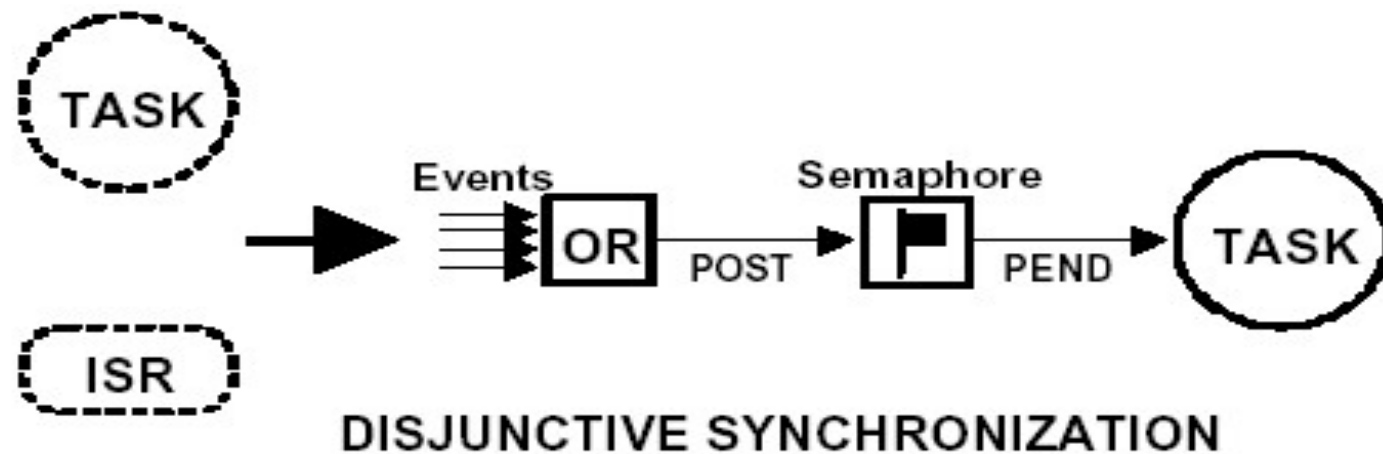 TASK
Events
Semaphore
OR
POST
PEND
TASK
ISR
DISJUNCTIVE SYNCHRONIZATION